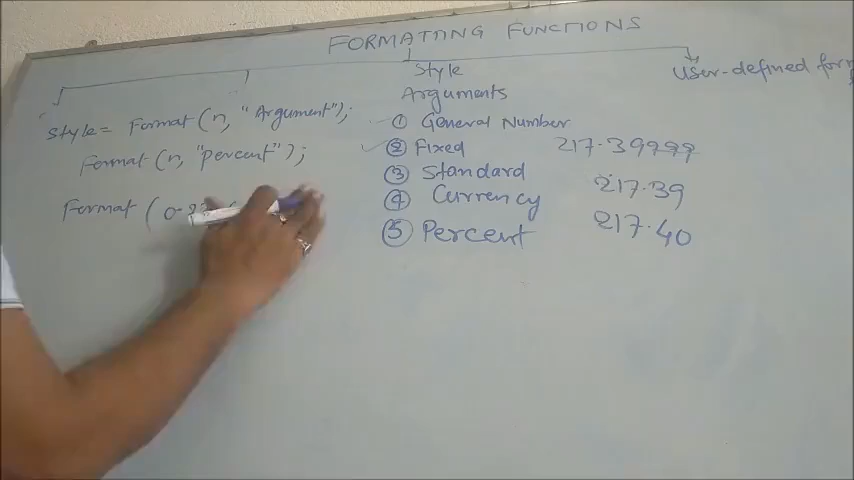 FORMATTING FUNCTIONS
Style = Format (n, "Argument");
Format (n, "percent");
Format (
Style
Arguments
① General Number
② Fixed
③ Standard
④ Currency
⑤ Percent
217.39999
217.39
217.40
User-defined